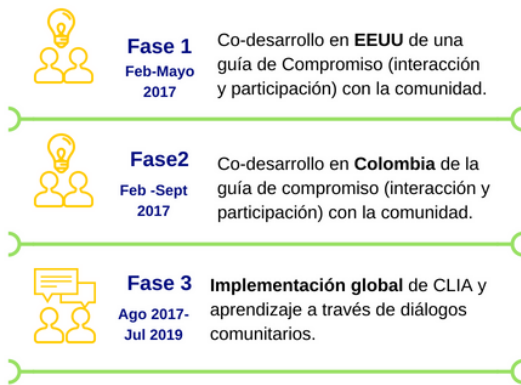 Fase 1
Feb-Mayo
2017
Co-desarrollo en EEUU de una
guía de Compromiso (interacción
y participación) con la comunidad.
Fase2
Feb -Sept
2017
Co-desarrollo en Colombia de la
guía de compromiso (interacción y
participación) con la comunidad.
Fase 3
Ago 2017-
Jul 2019
Implementación global de CLIA y
aprendizaje a través de diálogos
comunitarios.